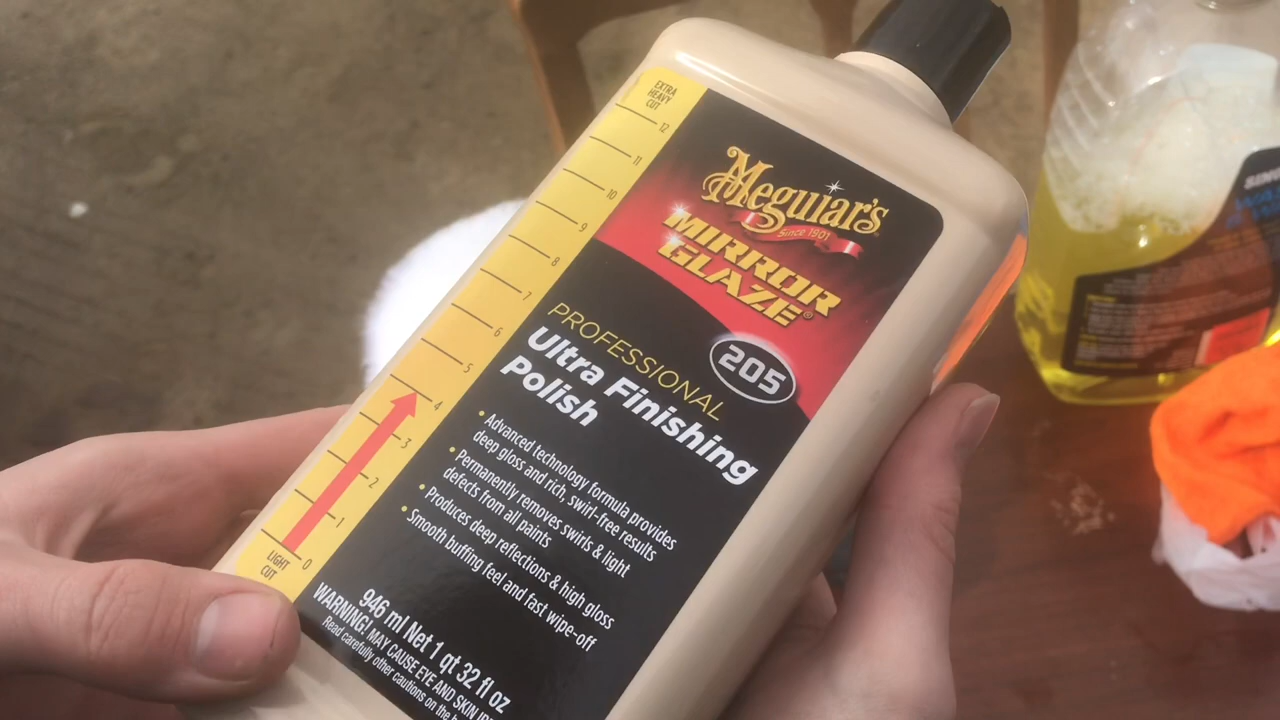 EXTRA
HEAVY
CUT
12
11
10
9
8
7
6
5
4
3
2
1
0
LIGHT
CUT
Meguiar's
Since 1901
MIRROR
GLAZE®
205
PROFESSIONAL
Ultra Finishing
Polish
• Advanced technology formula provides
deep gloss and rich, swirl-free results
• Permanently removes swirls & light
defects from all paints
• Produces deep reflections & high gloss
• Smooth buffing feel and fast wipe-off
946 ml Net 1 qt 32 fl oz
WARNING! MAY CAUSE EYE AND SKIN
Read carefully other cautions on the